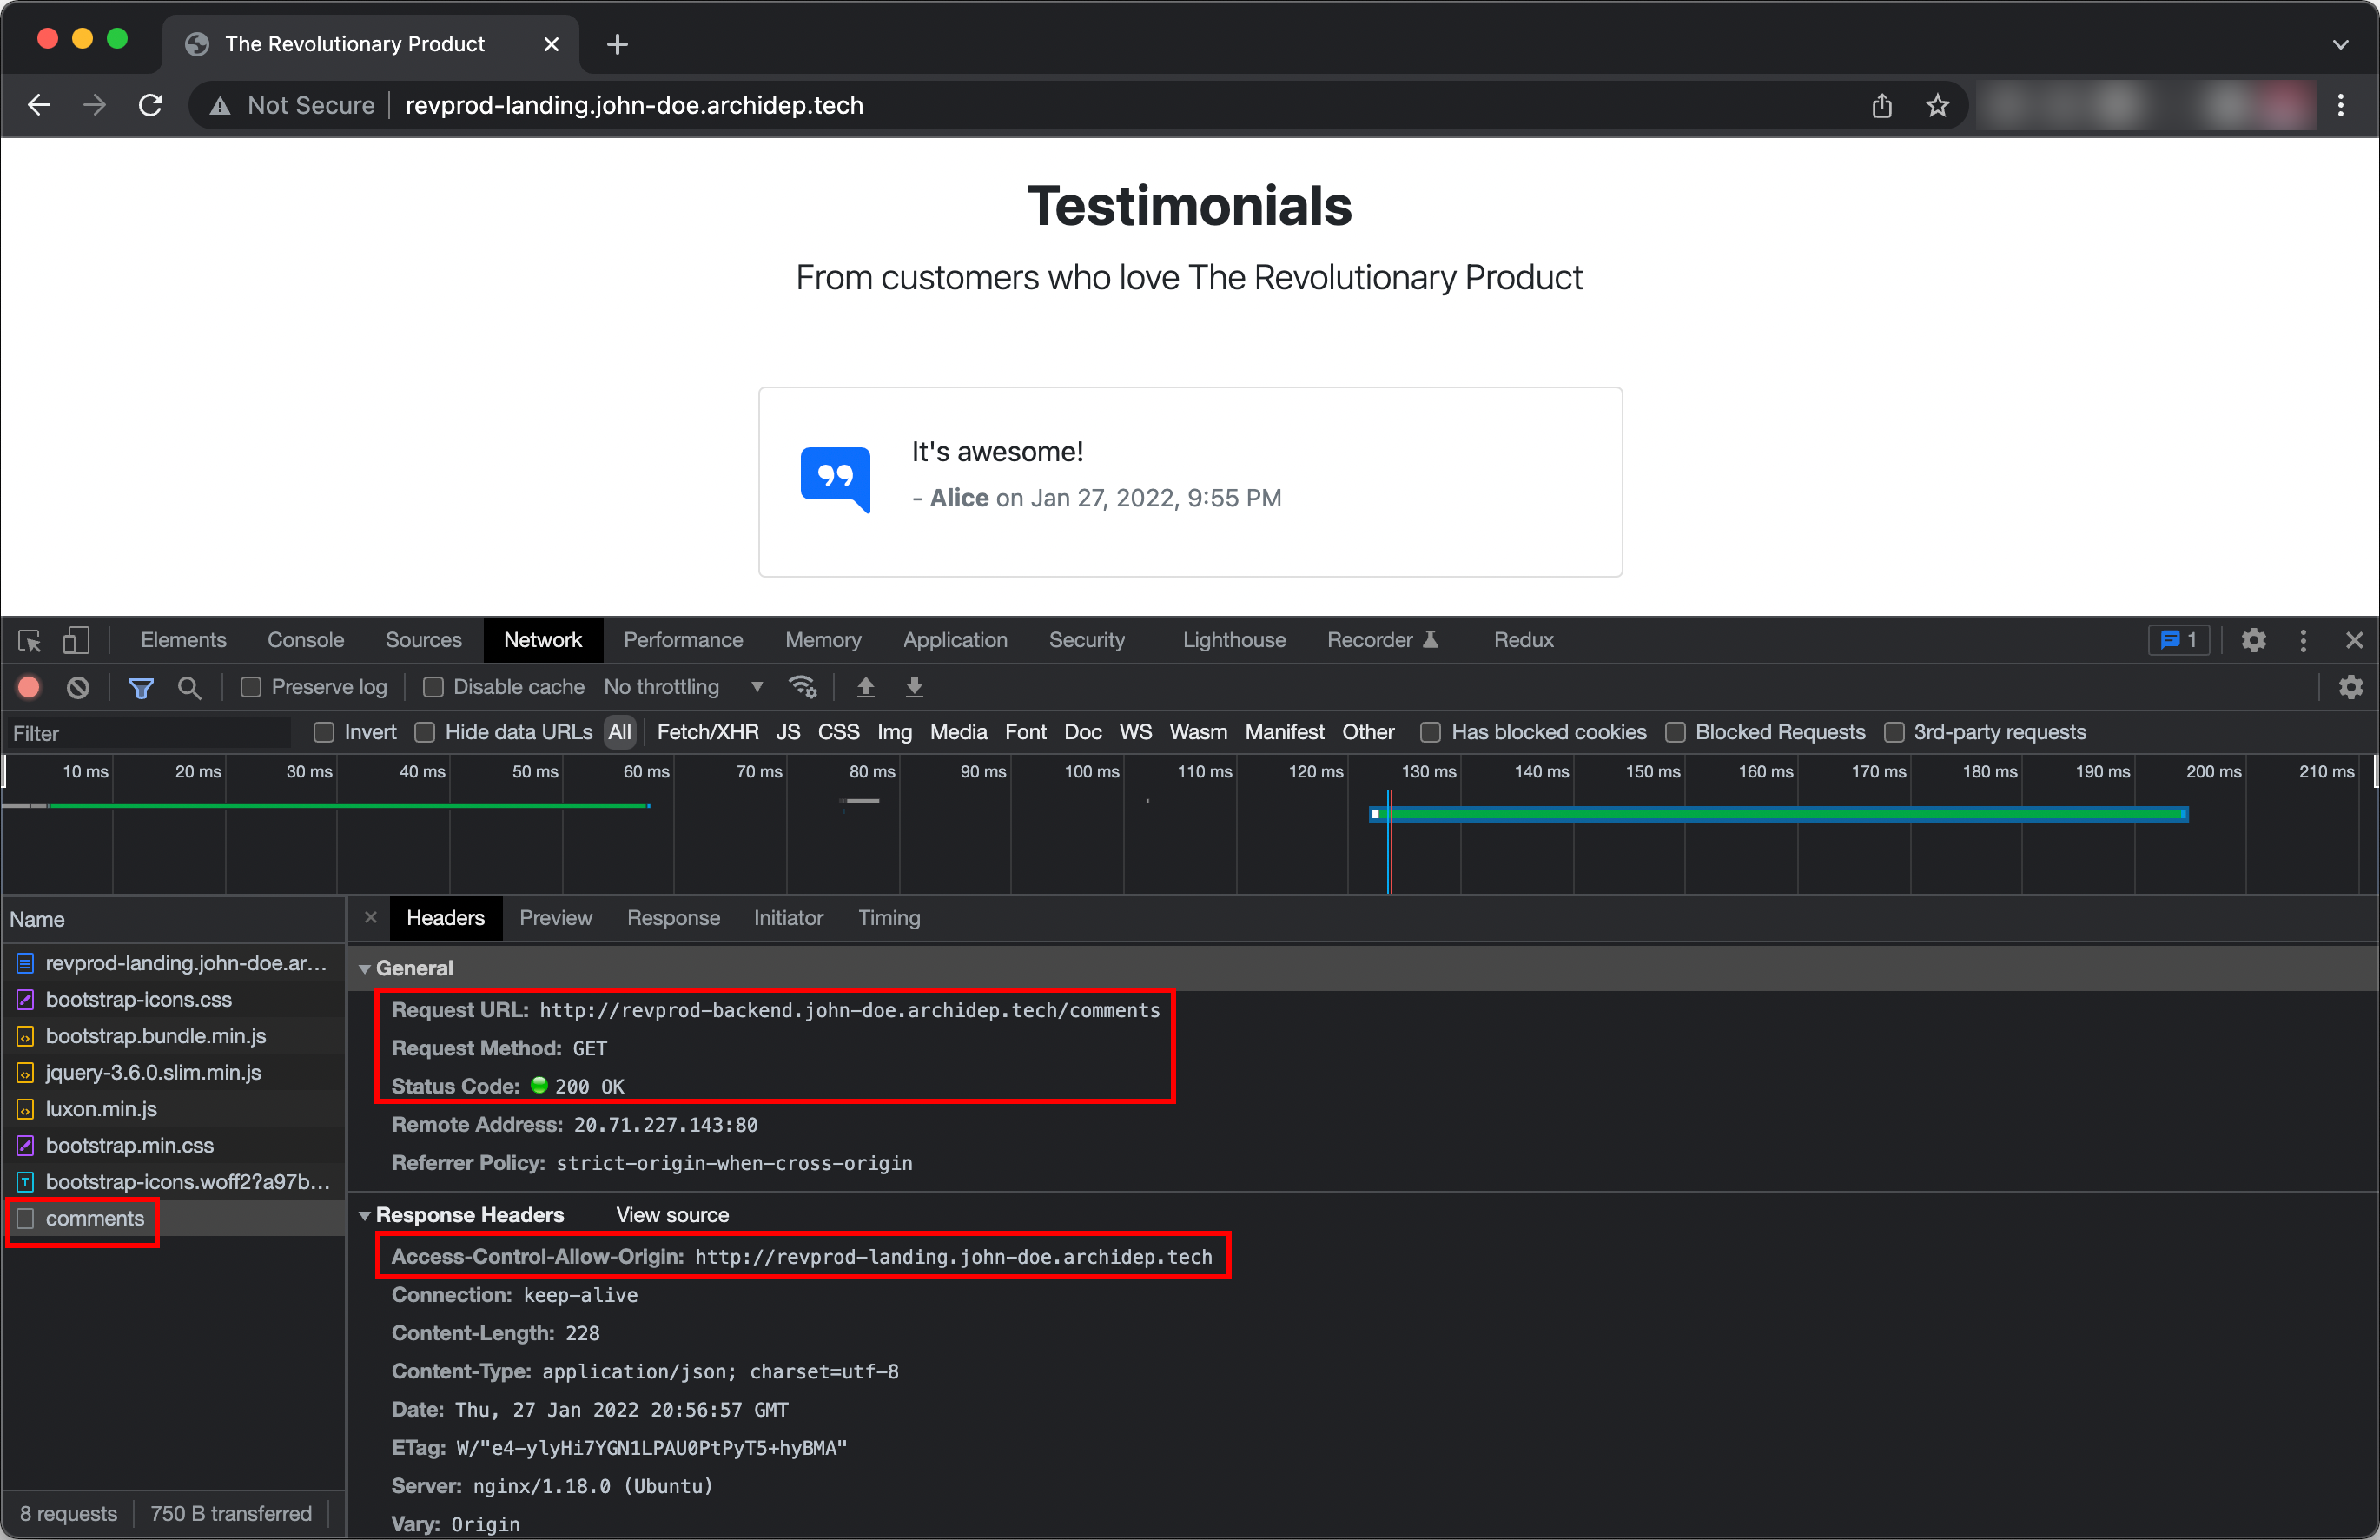 The Revolutionary Product
Not Secure revprod-landing.john-doe.archidep.tech
Testimonials
From customers who love The Revolutionary Product
It's awesome!
- Alice on Jan 27, 2022, 9:55 PM
Elements Console Sources Network Performance Memory Application Security Lighthouse Recorder Redux 1
Preserve log Disable cache No throttling
Filter Invert Hide data URLs All Fetch/XHR JS CSS Img Media Font Doc WS Wasm Manifest Other Has blocked cookies Blocked Requests 3rd-party requests
10 ms 20 ms 30 ms 40 ms 50 ms 60 ms 70 ms 80 ms 90 ms 100 ms 110 ms 120 ms 130 ms 140 ms 150 ms 160 ms 170 ms 180 ms 190 ms 200 ms 210 ms
Name
revprod-landing.john-doe.ar...
bootstrap-icons.css
bootstrap.bundle.min.js
jquery-3.6.0.slim.min.js
luxon.min.js
bootstrap.min.css
bootstrap-icons.woff2?a97b...
comments
8 requests 750 B transferred
Headers Preview Response Initiator Timing
General
Request URL: http://revprod-backend.john-doe.archidep.tech/comments
Request Method: GET
Status Code: 200 OK
Remote Address: 20.71.227.143:80
Referrer Policy: strict-origin-when-cross-origin
Response Headers View source
Access-Control-Allow-Origin: http://revprod-landing.john-doe.archidep.tech
Connection: keep-alive
Content-Length: 228
Content-Type: application/json; charset=utf-8
Date: Thu, 27 Jan 2022 20:56:57 GMT
ETag: W/"e4-ylyHi7YGN1LPAU0PtPyT5+hyBMA"
Server: nginx/1.18.0 (Ubuntu)
Vary: Origin